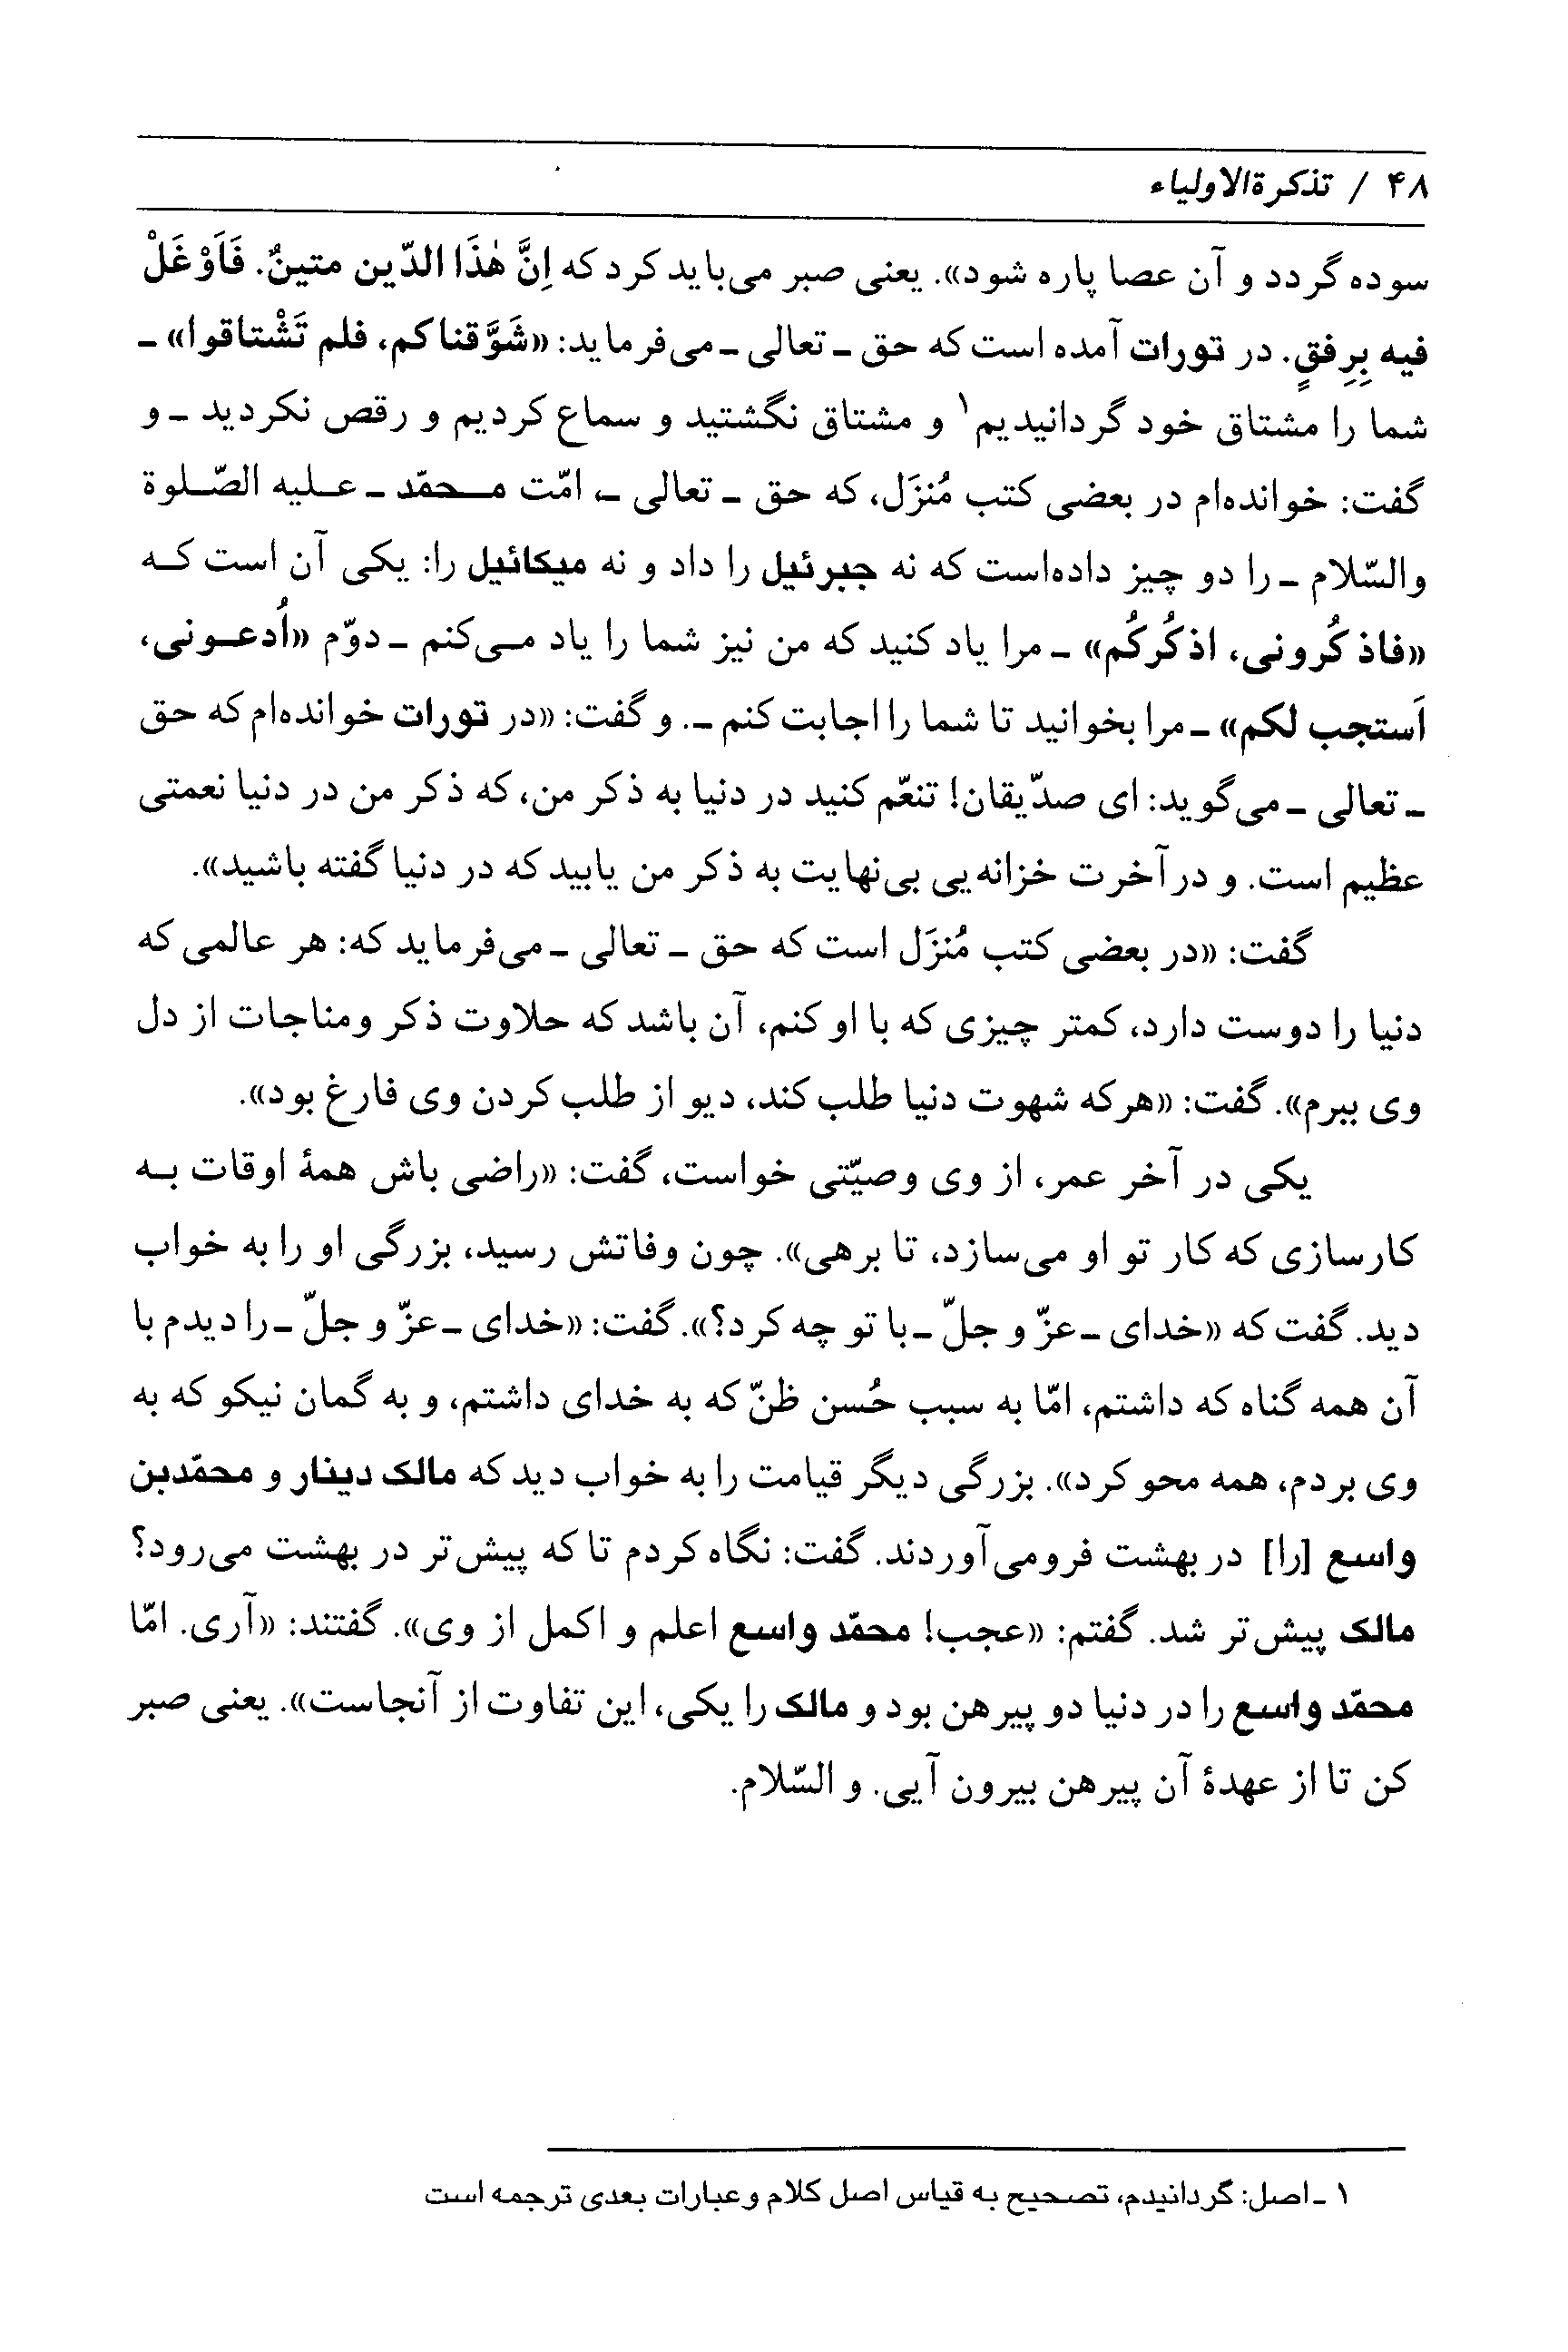 ۴۸ / تذکرة‌الاولیاء
سوده گردد و آن عصا پاره شود». یعنی صبر می‌باید کرد که اِنَّ هٰذَا الدّین متینٌ. فَاَوْغَلْ
فیه بِرِفقٍ. در تورات آمده است که حق ـ تعالی ـ می‌فرماید: «شَوَّقناکم، فلم تَشْتاقوا» ـ
شما را مشتاق خود گردانیدیم۱ و مشتاق نگشتید و سماع کردیم و رقص نکردید ـ و
گفت: خوانده‌ام در بعضی کتب مُنزَل، که حق ـ تعالی ـ، امّت محمّد ـ علیه الصّلوة
والسّلام ـ را دو چیز داده‌است که نه جبرئیل را داد و نه میکائیل را: یکی آن است که
«فاذکُرونی، اذکُرکُم» ـ مرا یاد کنید که من نیز شما را یاد می‌کنم ـ دوّم «اُدعونی،
اَستجب لکم» ـ مرا بخوانید تا شما را اجابت کنم ـ. و گفت: «در تورات خوانده‌ام که حق
ـ تعالی ـ می‌گوید: ای صدّیقان! تنعّم کنید در دنیا به ذکر من، که ذکر من در دنیا نعمتی
عظیم است. و در آخرت خزانه‌یی بی‌نهایت به ذکر من یابید که در دنیا گفته باشید».
گفت: «در بعضی کتب مُنزَل است که حق ـ تعالی ـ می‌فرماید که: هر عالمی که
دنیا را دوست دارد، کمتر چیزی که با او کنم، آن باشد که حلاوت ذکر ومناجات از دل
وی ببرم». گفت: «هرکه شهوت دنیا طلب کند، دیو از طلب کردن وی فارغ بود».
یکی در آخر عمر، از وی وصیّتی خواست، گفت: «راضی باش همهٔ اوقات به
کارسازی که کار تو او می‌سازد، تا برهی». چون وفاتش رسید، بزرگی او را به خواب
دید. گفت که «خدای ـ عزّ و جلّ ـ با تو چه کرد؟». گفت: «خدای ـ عزّ و جلّ ـ را دیدم با
آن همه گناه که داشتم، امّا به سبب حُسن ظنّ که به خدای داشتم، و به گمان نیکو که به
وی بردم، همه محو کرد». بزرگی دیگر قیامت را به خواب دید که مالک دینار و محمّدبن
واسع [را] در بهشت فرومی‌آوردند. گفت: نگاه کردم تا که پیش‌تر در بهشت می‌رود؟
مالک پیش‌تر شد. گفتم: «عجب! محمّد واسع اعلم و اکمل از وی». گفتند: «آری. امّا
محمّد واسع را در دنیا دو پیرهن بود و مالک را یکی، این تفاوت از آنجاست». یعنی صبر
کن تا از عهدهٔ آن پیرهن بیرون آیی. و السّلام.
۱ ـ اصل: گردانیدم، تصحیح به قیاس اصل کلام و عبارات بعدی ترجمه است